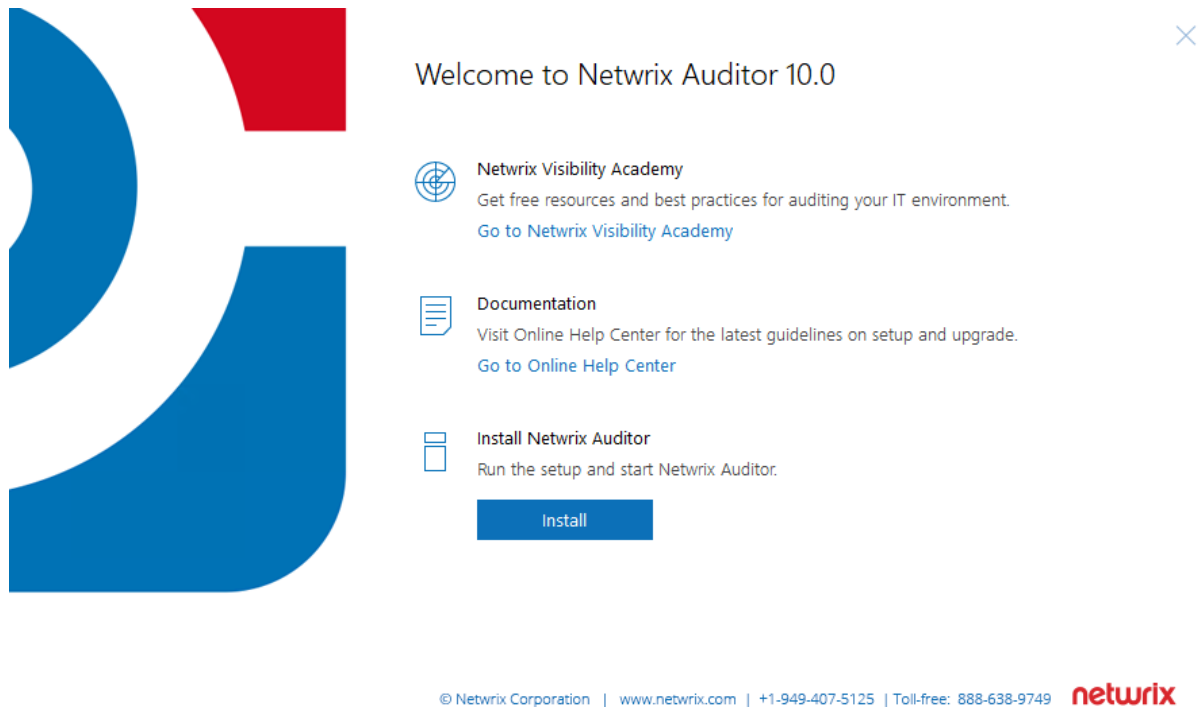 Welcome to Netwrix Auditor 10.0
Netwrix Visibility Academy
Get free resources and best practices for auditing your IT environment.
Go to Netwrix Visibility Academy
Documentation
Visit Online Help Center for the latest guidelines on setup and upgrade.
Go to Online Help Center
Install Netwrix Auditor
Run the setup and start Netwrix Auditor.
Install
© Netwrix Corporation | www.netwrix.com | +1-949-407-5125 | Toll-free: 888-638-9749 netwrix